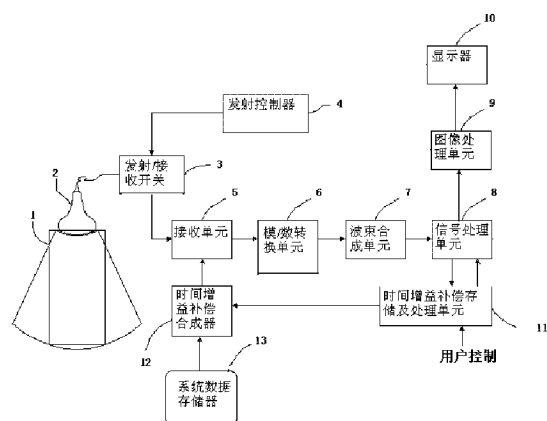 10
显示器
9
图像处
理单元
发射控制器
4
发射/接
收开关
3
2
1
5
接收单元
6
模/数转
换单元
7
波束合
成单元
8
信号处理
单元
时间增益
益补偿
合成器
12
时间增益补偿存
储及处理单元
11
用户控制
13
系统数据
存储器